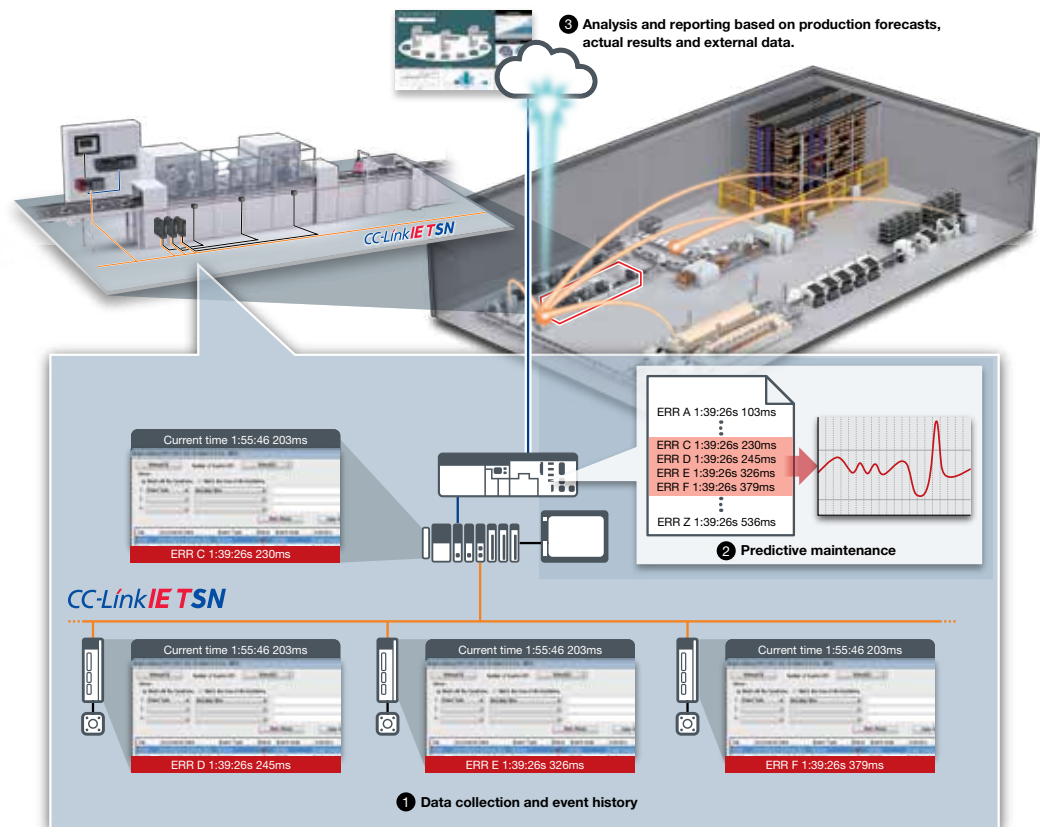 3 Analysis and reporting based on production forecasts,
actual results and external data.
CC-Link IE TSN
ERR A 1:39:26s 103ms
ERR C 1:39:26s 230ms
ERR D 1:39:26s 245ms
ERR E 1:39:26s 326ms
ERR F 1:39:26s 379ms
ERR Z 1:39:26s 536ms
2 Predictive maintenance
Current time 1:55:46 203ms
ERR C 1:39:26s 230ms
CC-Link IE TSN
Current time 1:55:46 203ms
ERR D 1:39:26s 245ms
Current time 1:55:46 203ms
ERR E 1:39:26s 326ms
Current time 1:55:46 203ms
ERR F 1:39:26s 379ms
1 Data collection and event history